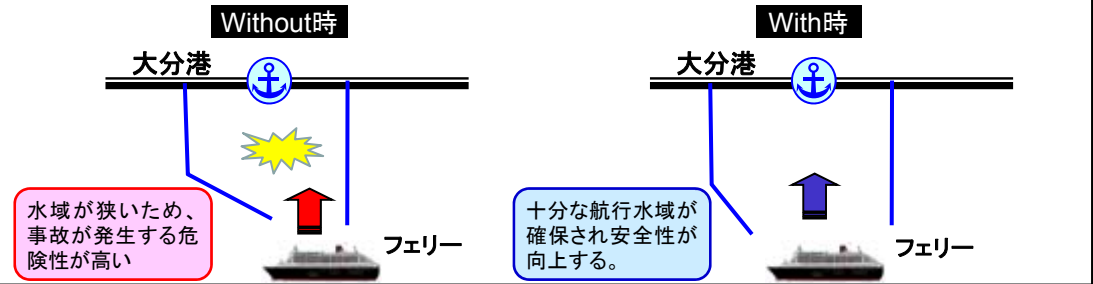 Without時
大分港
水域が狭いため、
事故が発生する危
険性が高い
フェリー
With時
大分港
十分な航行水域が
確保され安全性が
向上する。
フェリー